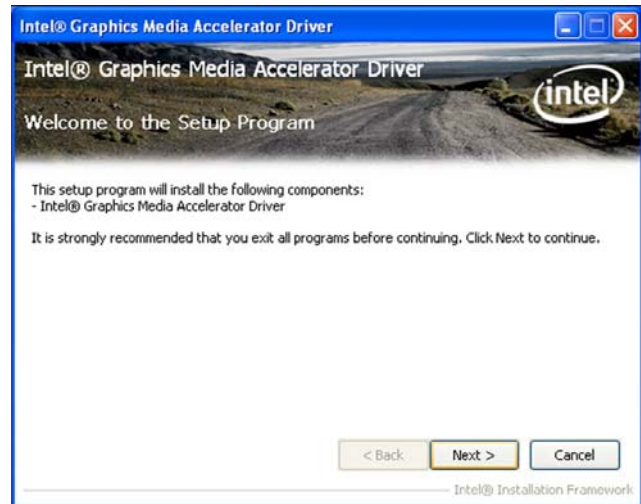 Intel® Graphics Media Accelerator Driver
Intel® Graphics Media Accelerator Driver
intel
Welcome to the Setup Program
This setup program will install the following components:
- Intel® Graphics Media Accelerator Driver
It is strongly recommended that you exit all programs before continuing. Click Next to continue.
< Back Next > Cancel
Intel® Installation Framework